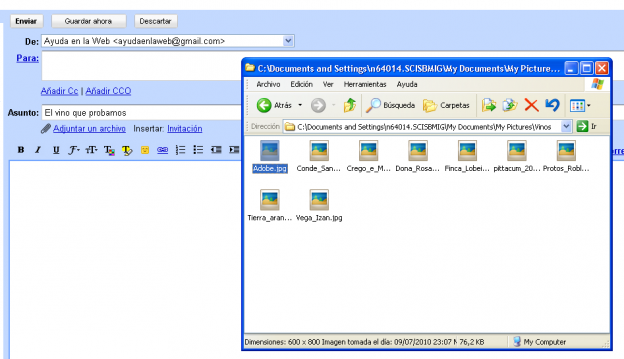 Enviar Guardar ahora Descartar
De: Ayuda en la Web <ayudaenlaweb@gmail.com>
Para:
Añadir Cc | Añadir CCO
Asunto: El vino que probamos
Adjuntar un archivo Insertar: Invitación
B I U
C:\Documents and Settings\n64014.SCISBMIG\My Documents\My Picture...
Archivo Edición Ver Herramientas Ayuda
Atrás Búsqueda Carpetas
Dirección C:\Documents and Settings\n64014.SCISBMIG\My Documents\My Pictures\Vinos Ir
Adobe.jpg Conde_San... Crego_e_M... Dona_Rosa... Finca_Lobei... pittacum_20... Protos_Robl...
Tierra_aran... Vega_Izan.jpg
Dimensiones: 600 x 800 Imagen tomada el día: 09/07/2010 23:07 76,2 KB My Computer